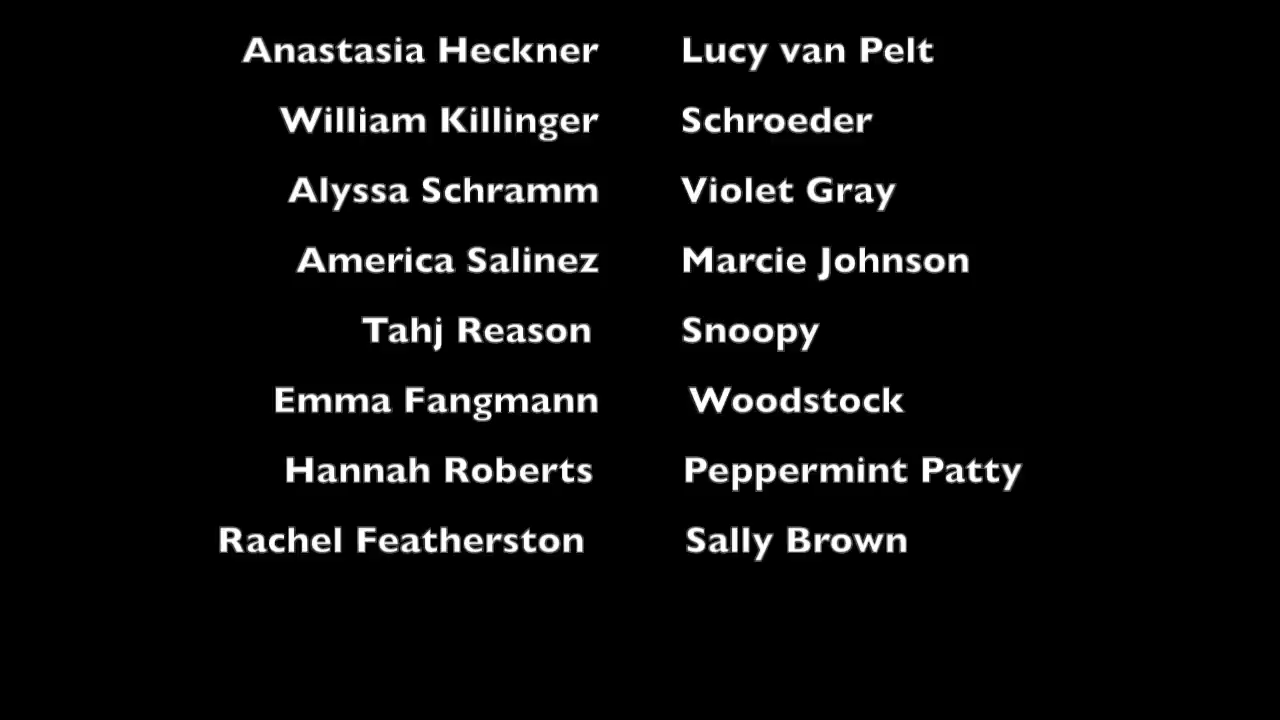 Anastasia Heckner Lucy van Pelt
William Killinger Schroeder
Alyssa Schramm Violet Gray
America Salinez Marcie Johnson
Tahj Reason Snoopy
Emma Fangmann Woodstock
Hannah Roberts Peppermint Patty
Rachel Featherston Sally Brown